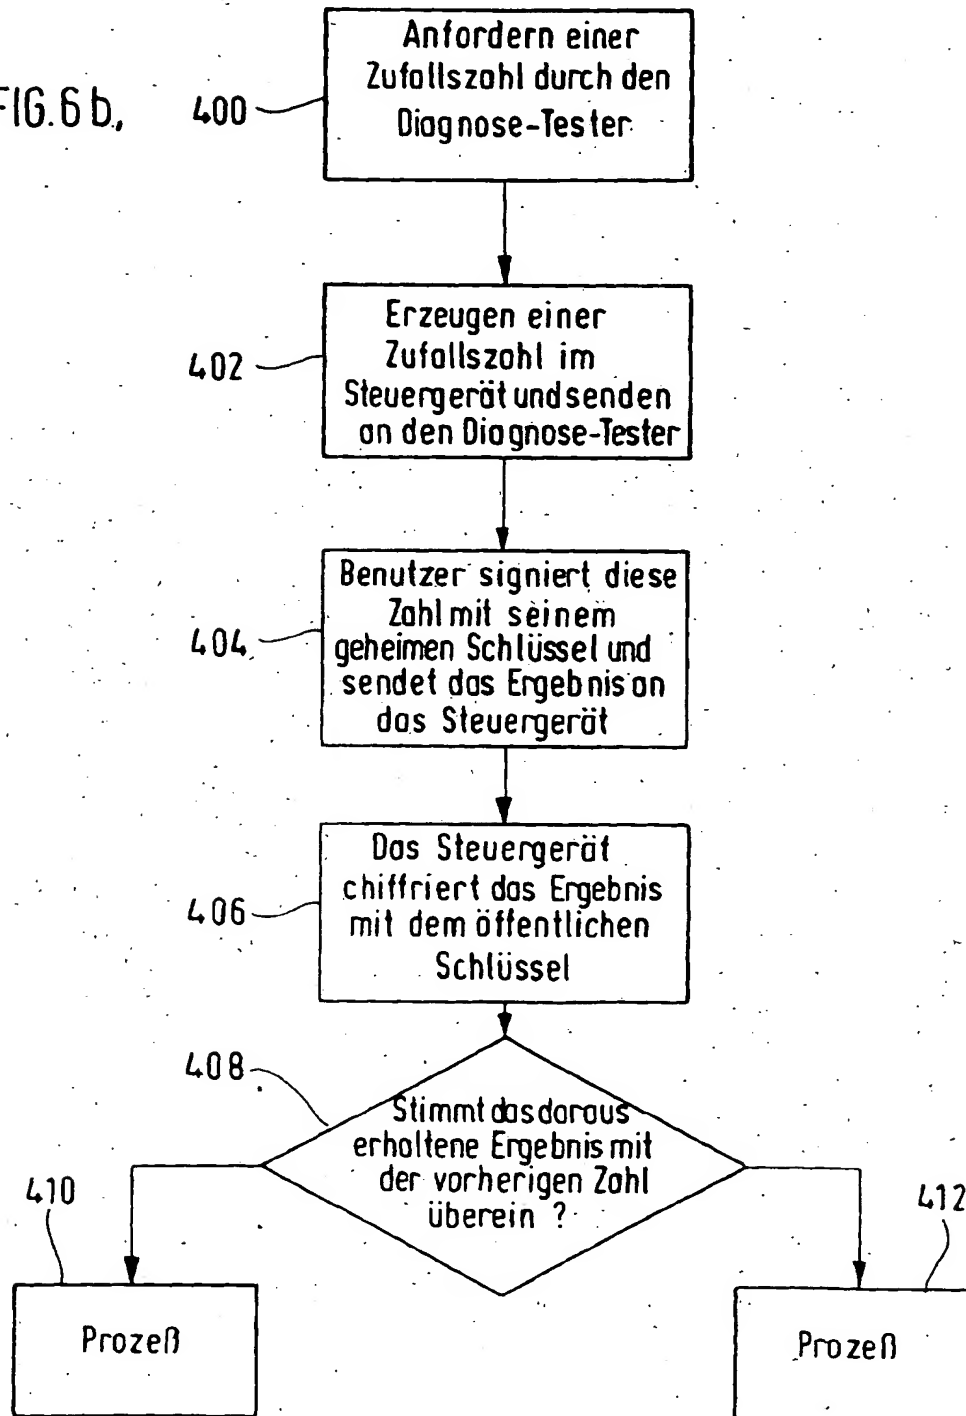 FIG. 6 b.
400
Anfordern einer
Zufallszahl durch den
Diagnose-Tester
402
Erzeugen einer
Zufallszahl im
Steuergerät und senden
an den Diagnose-Tester
404
Benutzer signiert diese
Zahl mit seinem
geheimen Schlüssel und
sendet das Ergebnis an
das Steuergerät
406
Das Steuergerät
chiffriert das Ergebnis
mit dem öffentlichen
Schlüssel
408
Stimmt das daraus
erhaltene Ergebnis mit
der vorherigen Zahl
überein ?
410
Prozeß
412
Prozeß